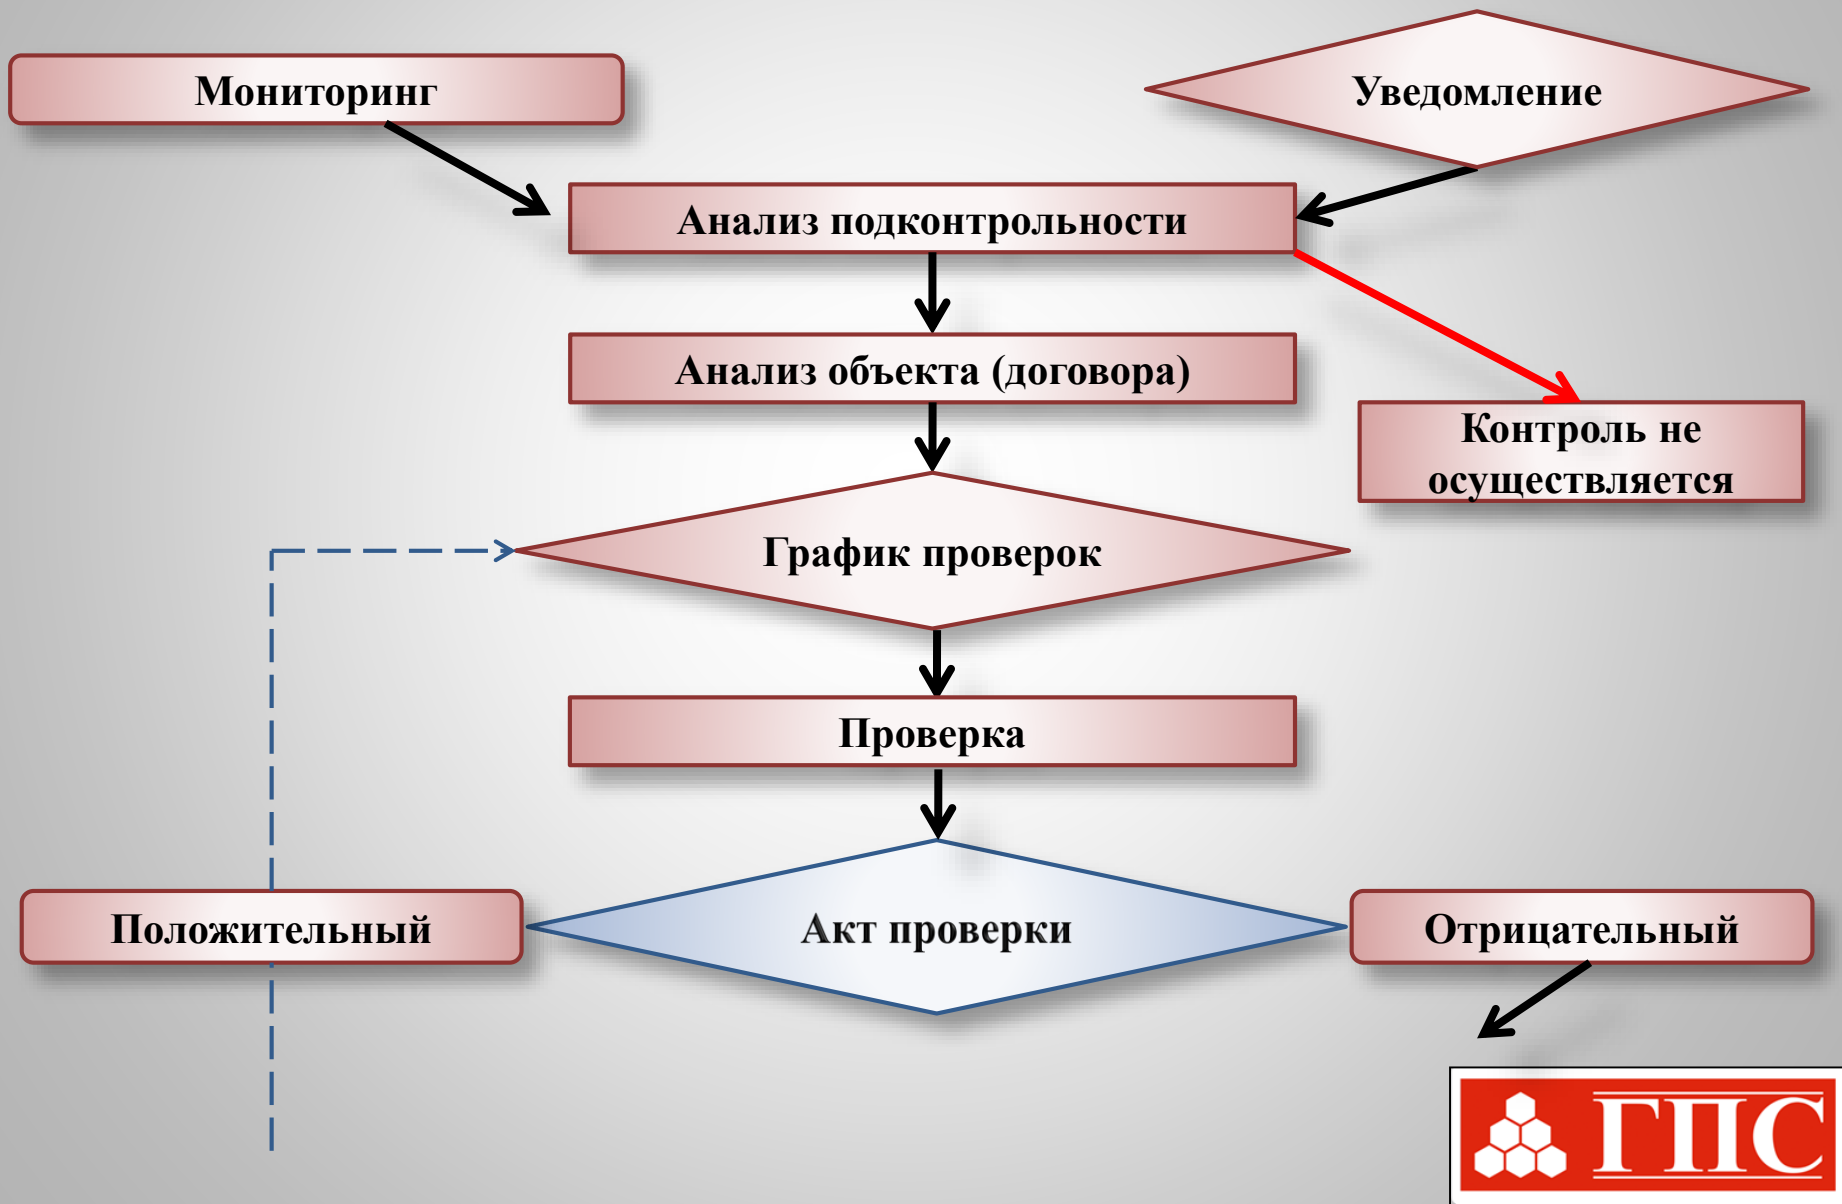 Мониторинг
Уведомление
Анализ подконтрольности
Анализ объекта (договора)
Контроль не
осуществляется
График проверок
Проверка
Положительный
Акт проверки
Отрицательный
ГПС